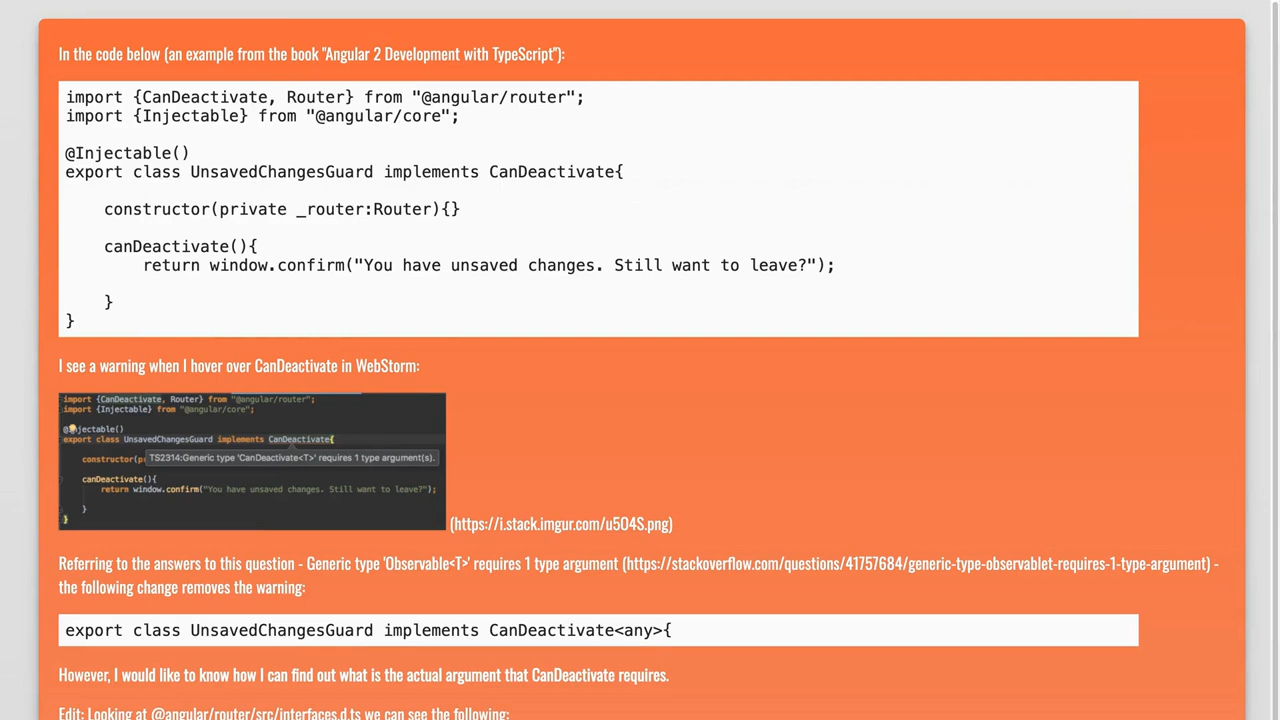 In the code below (an example from the book "Angular 2 Development with TypeScript"):
import {CanDeactivate, Router} from "@angular/router";
import {Injectable} from "@angular/core";
@Injectable()
export class UnsavedChangesGuard implements CanDeactivate{
constructor(private _router:Router){}
canDeactivate(){
return window.confirm("You have unsaved changes. Still want to leave?");
}
}
I see a warning when I hover over CanDeactivate in WebStorm:
import {CanDeactivate, Router} from "@angular/router";
import {Injectable} from "@angular/core";
export class UnsavedChangesGuard implements CanDeactivate{
TS2314:Generic type 'CanDeactivate<T>' requires 1 type argument(s).
canDeactivate(){
return window.confirm("You have unsaved changes. Still want to leave?");
}
}
(https://i.stack.imgur.com/u5O4S.png)
Referring to the answers to this question - Generic type 'Observable<T>' requires 1 type argument (https://stackoverflow.com/questions/41757684/generic-type-observablet-requires-1-type-argument) -
the following change removes the warning:
export class UnsavedChangesGuard implements CanDeactivate<any>{
However, I would like to know how I can find out what is the actual argument that CanDeactivate requires.
Edit: Looking at @angular/router/src/interfaces.d.ts we can see the following: